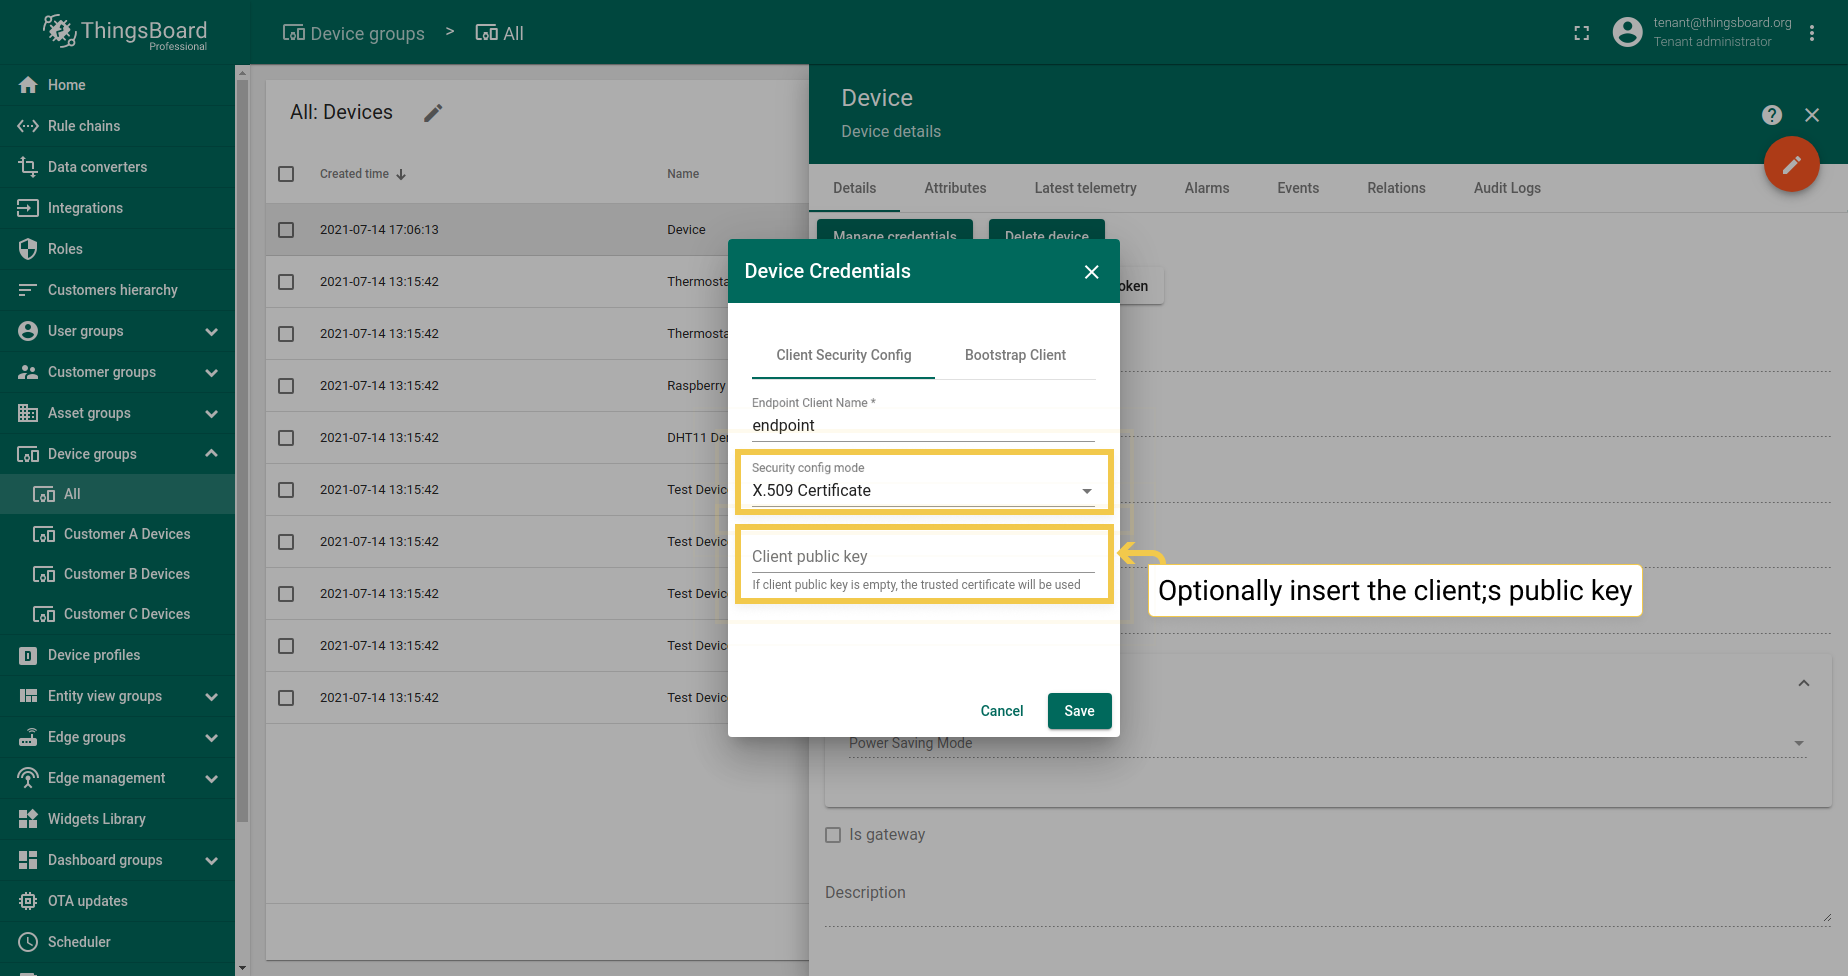 ThingsBoard
Professional
Device groups > All
tenant@thingsboard.org
Tenant administrator
Home
Rule chains
Data converters
Integrations
Roles
Customers hierarchy
User groups
Customer groups
Asset groups
Device groups
All
Customer A Devices
Customer B Devices
Customer C Devices
Device profiles
Entity view groups
Edge groups
Edge management
Widgets Library
Dashboard groups
OTA updates
Scheduler
All: Devices
Created time Name
2021-07-14 17:06:13 Device
2021-07-14 13:15:42 Thermosta
2021-07-14 13:15:42 Thermosta
2021-07-14 13:15:42 Raspberry
2021-07-14 13:15:42 DHT11 De
2021-07-14 13:15:42 Test Devic
2021-07-14 13:15:42 Test Devic
2021-07-14 13:15:42 Test Devic
2021-07-14 13:15:42 Test Devic
2021-07-14 13:15:42 Test Devic
Device
Device details
Details Attributes Latest telemetry Alarms Events Relations Audit Logs
Manage credentials Delete device
oken
Device Credentials
Client Security Config Bootstrap Client
Endpoint Client Name *
endpoint
Security config mode
X.509 Certificate
Client public key
If client public key is empty, the trusted certificate will be used
Cancel Save
Optionally insert the client;s public key
Power Saving Mode
Is gateway
Description